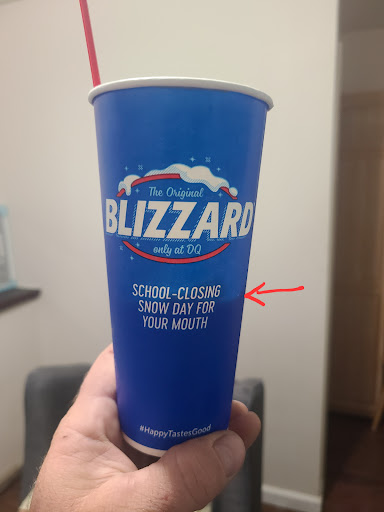 The Original
BLIZZARD
only at DQ
SCHOOL-CLOSING
SNOW DAY FOR
YOUR MOUTH
#HappyTastesGood